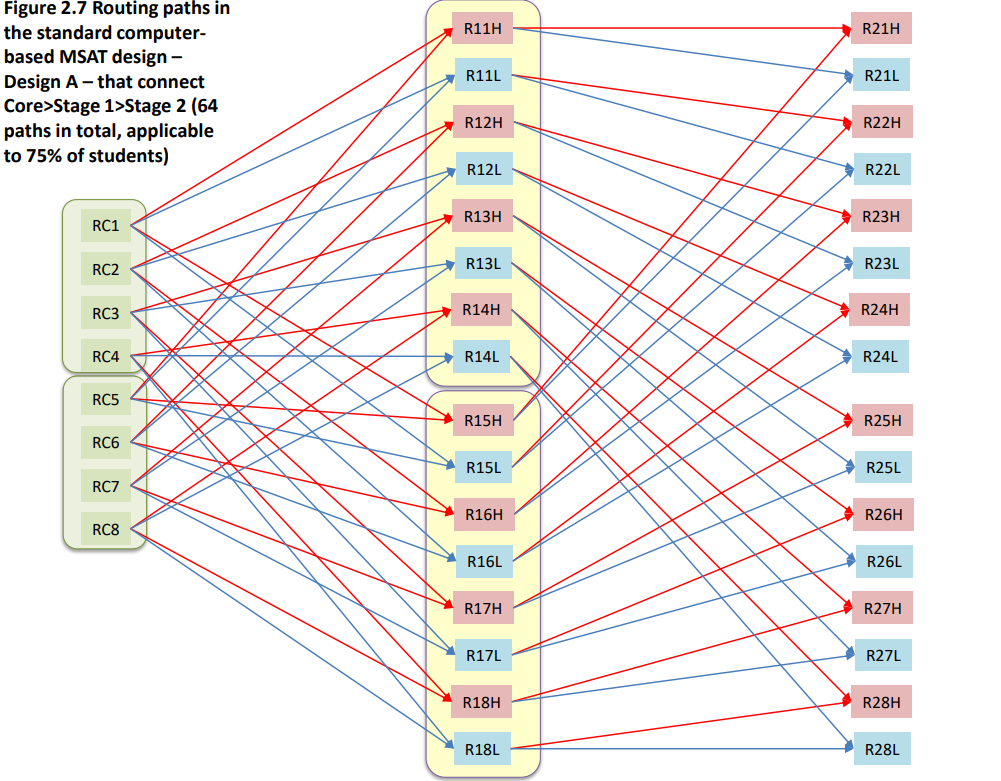 Figure 2.7 Routing paths in
the standard computer-
based MSAT design –
Design A – that connect
Core>Stage 1>Stage 2 (64
paths in total, applicable
to 75% of students)
RC1
RC2
RC3
RC4
RC5
RC6
RC7
RC8
R11H
R11L
R12H
R12L
R13H
R13L
R14H
R14L
R15H
R15L
R16H
R16L
R17H
R17L
R18H
R18L
R21H
R21L
R22H
R22L
R23H
R23L
R24H
R24L
R25H
R25L
R26H
R26L
R27H
R27L
R28H
R28L